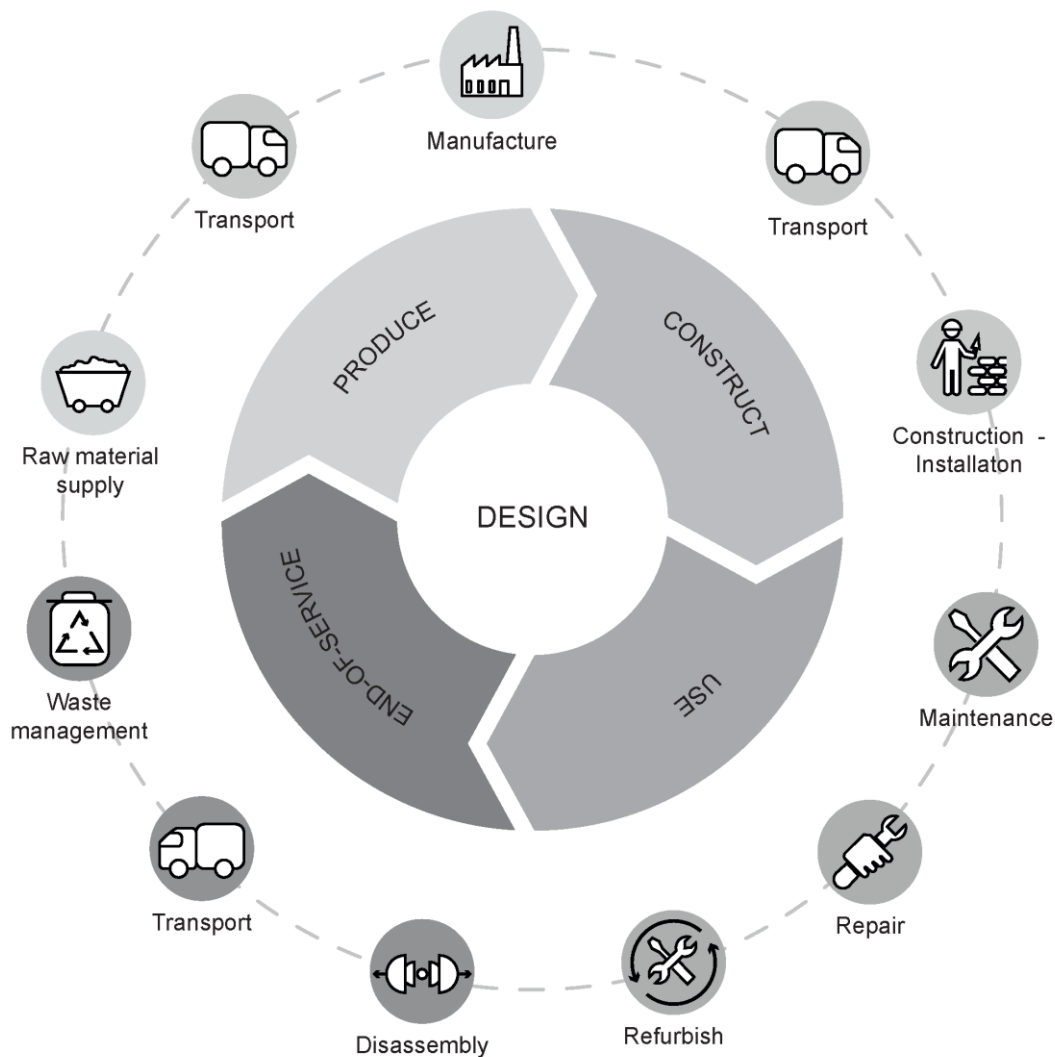 Manufacture
Transport
Transport
PRODUCE
CONSTRUCT
Raw material
supply
Construction -
Installaton
DESIGN
END-OF-SERVICE
USE
Waste
management
Maintenance
Transport
Repair
Disassembly
Refurbish